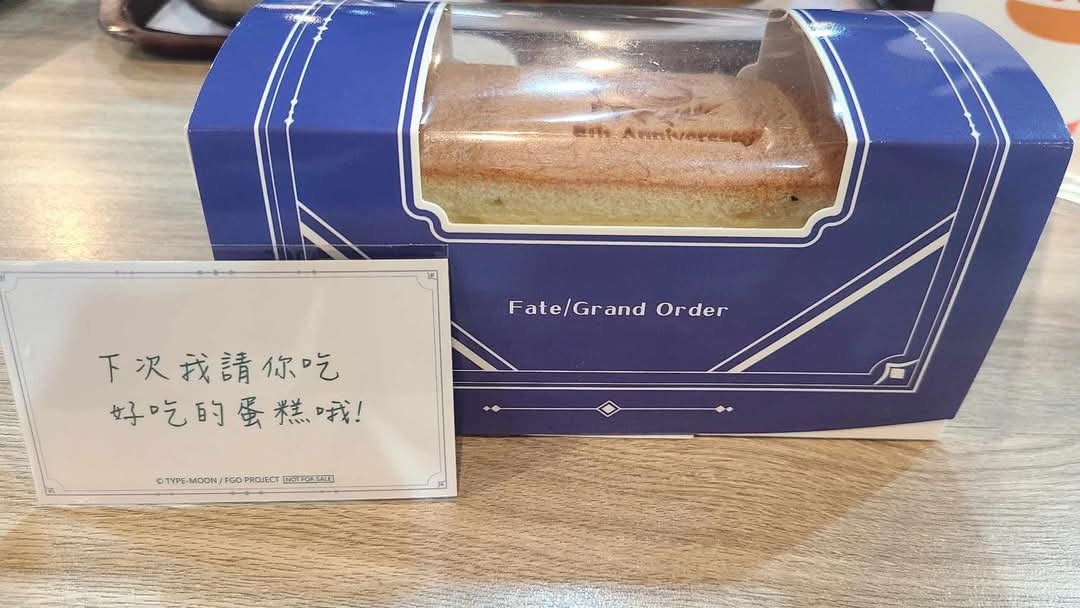 th Anniversary
Fate/Grand Order
下次我請你吃
好吃的蛋糕哦!
© TYPE-MOON / FGO PROJECT NOT FOR SALE